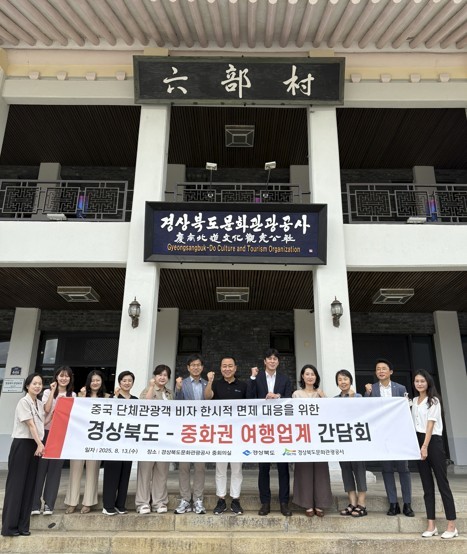 六部村
경상북도문화관광공사
慶尙北道文化觀光公社
Gyeongsangbuk-Do Culture and Tourism Organization
중국 단체관광객 비자 한시적 면제 대응을 위한
경상북도 - 중화권 여행업계 간담회
일자 : 2025. 8. 13.(수) 장소 : 경상북도문화관광공사 중회의실 경상북도 경상북도문화관광공사